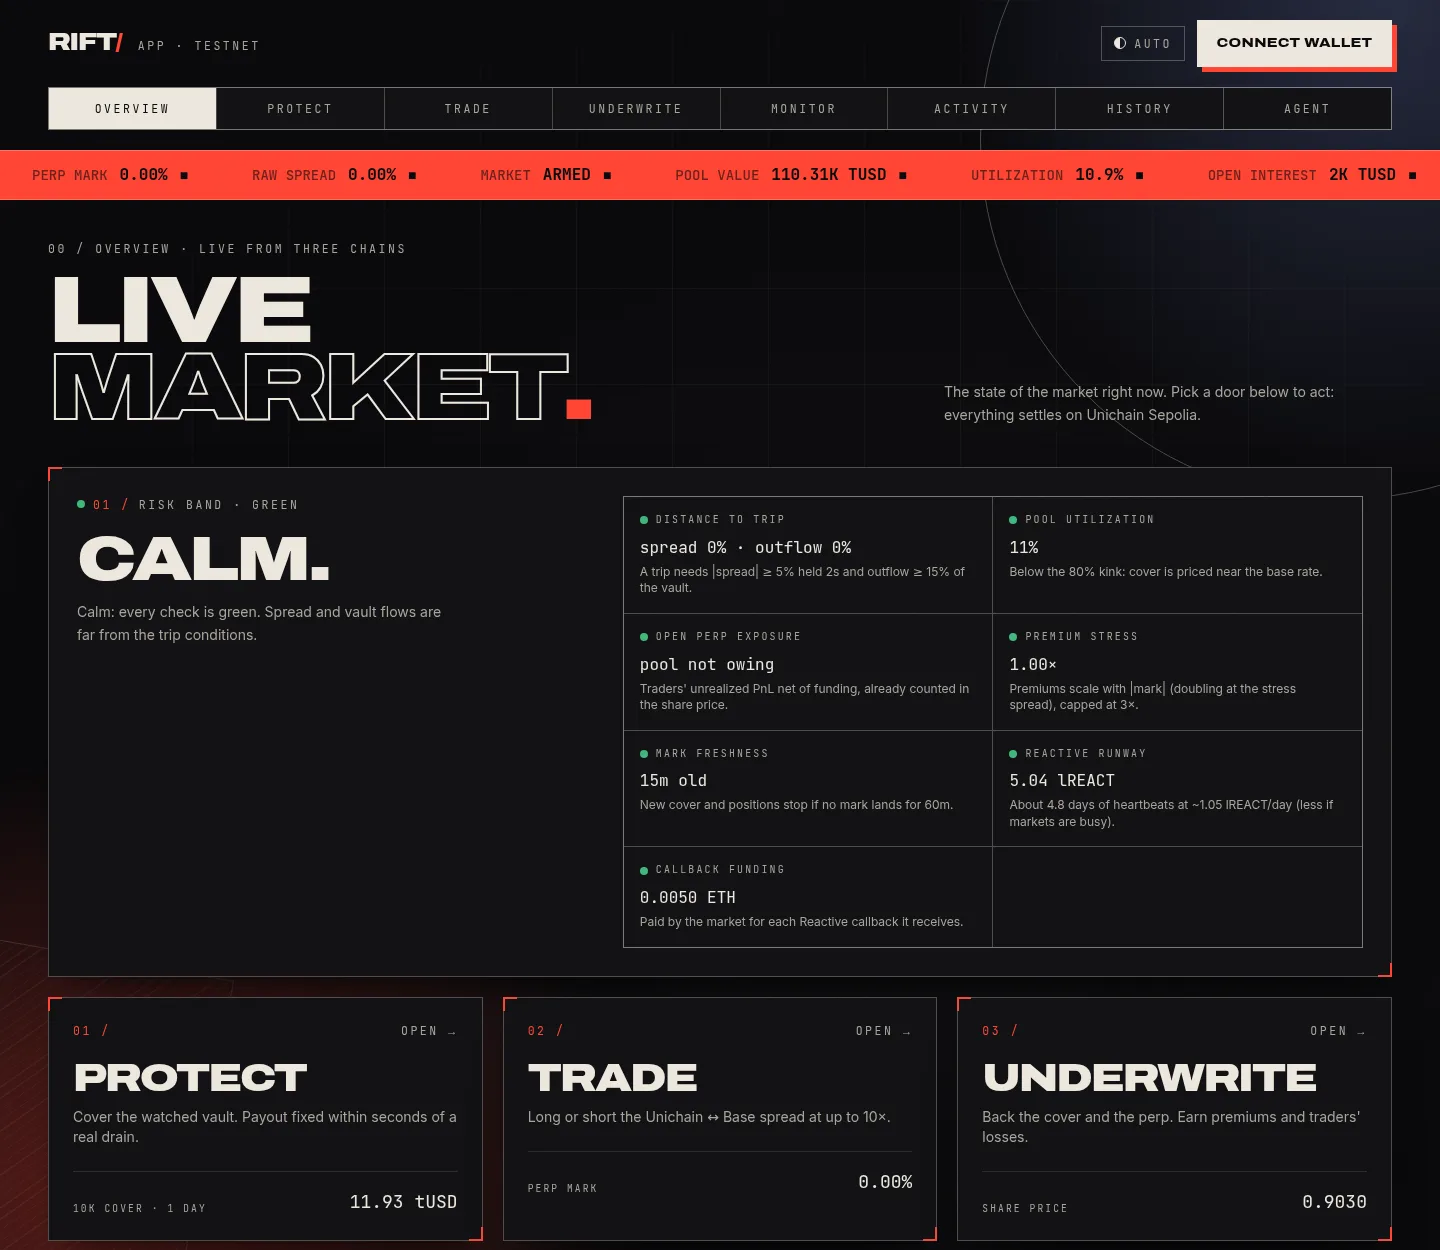 RIFT/ APP · TESTNET
AUTO
CONNECT WALLET
OVERVIEW
PROTECT
TRADE
UNDERWRITE
MONITOR
ACTIVITY
HISTORY
AGENT
PERP MARK 0.00% ■ RAW SPREAD 0.00% ■ MARKET ARMED ■ POOL VALUE 110.31K TUSD ■ UTILIZATION 10.9% ■ OPEN INTEREST 2K TUSD ■
00 / OVERVIEW · LIVE FROM THREE CHAINS
LIVE
MARKET.
The state of the market right now. Pick a door below to act:
everything settles on Unichain Sepolia.
01 / RISK BAND · GREEN
CALM.
Calm: every check is green. Spread and vault flows are
far from the trip conditions.
DISTANCE TO TRIP
spread 0% · outflow 0%
A trip needs |spread| ≥ 5% held 2s and outflow ≥ 15% of
the vault.
POOL UTILIZATION
11%
Below the 80% kink: cover is priced near the base rate.
OPEN PERP EXPOSURE
pool not owing
Traders' unrealized PnL net of funding, already counted in
the share price.
PREMIUM STRESS
1.00×
Premiums scale with |mark| (doubling at the stress
spread), capped at 3×.
MARK FRESHNESS
15m old
New cover and positions stop if no mark lands for 60m.
REACTIVE RUNWAY
5.04 lREACT
About 4.8 days of heartbeats at ~1.05 lREACT/day (less if
markets are busy).
CALLBACK FUNDING
0.0050 ETH
Paid by the market for each Reactive callback it receives.
01 /
OPEN →
PROTECT
Cover the watched vault. Payout fixed within seconds of a
real drain.
10K COVER · 1 DAY
11.93 tUSD
02 /
OPEN →
TRADE
Long or short the Unichain ↔ Base spread at up to 10×.
PERP MARK
0.00%
03 /
OPEN →
UNDERWRITE
Back the cover and the perp. Earn premiums and traders'
losses.
SHARE PRICE
0.9030